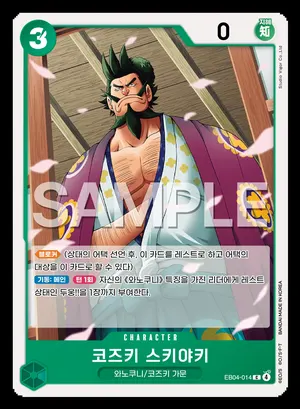 3
0
지혜
知
SAMPLE
블로커 (상대의 어택 선언 후, 이 카드를 레스트로 하고 어택의
대상을 이 카드로 할 수 있다)
기동: 메인 턴 1회 자신의 《와노쿠니》 특징을 가진 리더에게 레스트
상태인 두웅!!을 1장까지 부여한다.
CHARACTER
코즈키 스키야키
와노쿠니/코즈키 가문
EB04-014 C 4
BANDAI MADE IN KOREA